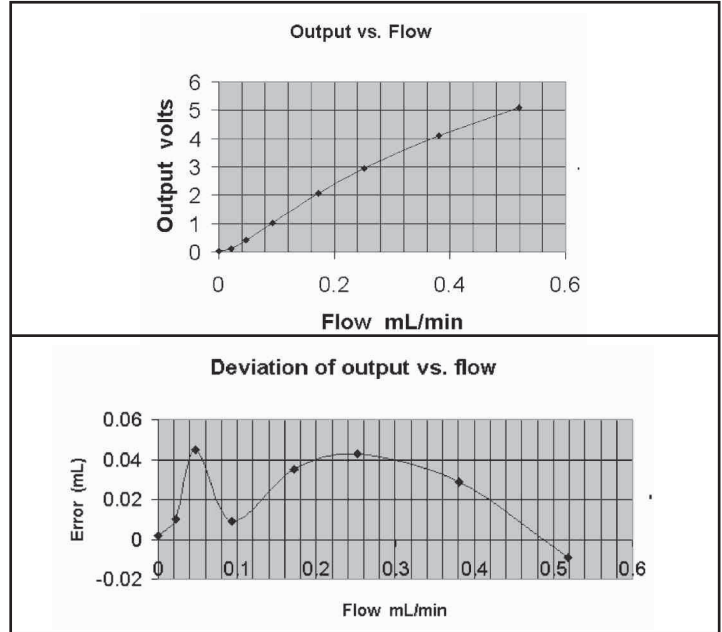 Output vs. Flow
6
5
4
3
2
1
0
Output volts
0 0.2 0.4 0.6
Flow mL/min
Deviation of output vs. flow
0.06
0.04
0.02
0
-0.02
Error (mL)
0 0.1 0.2 0.3 0.4 0.5 0.6
Flow mL/min